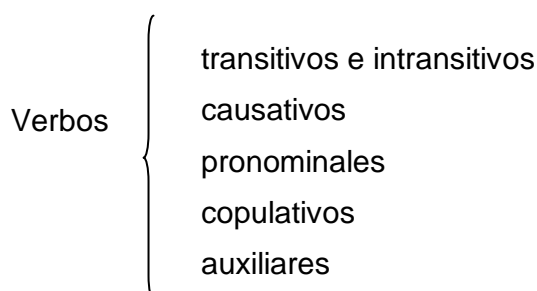 transitivos e intransitivos
Verbos
causativos
pronominales
copulativos
auxiliares